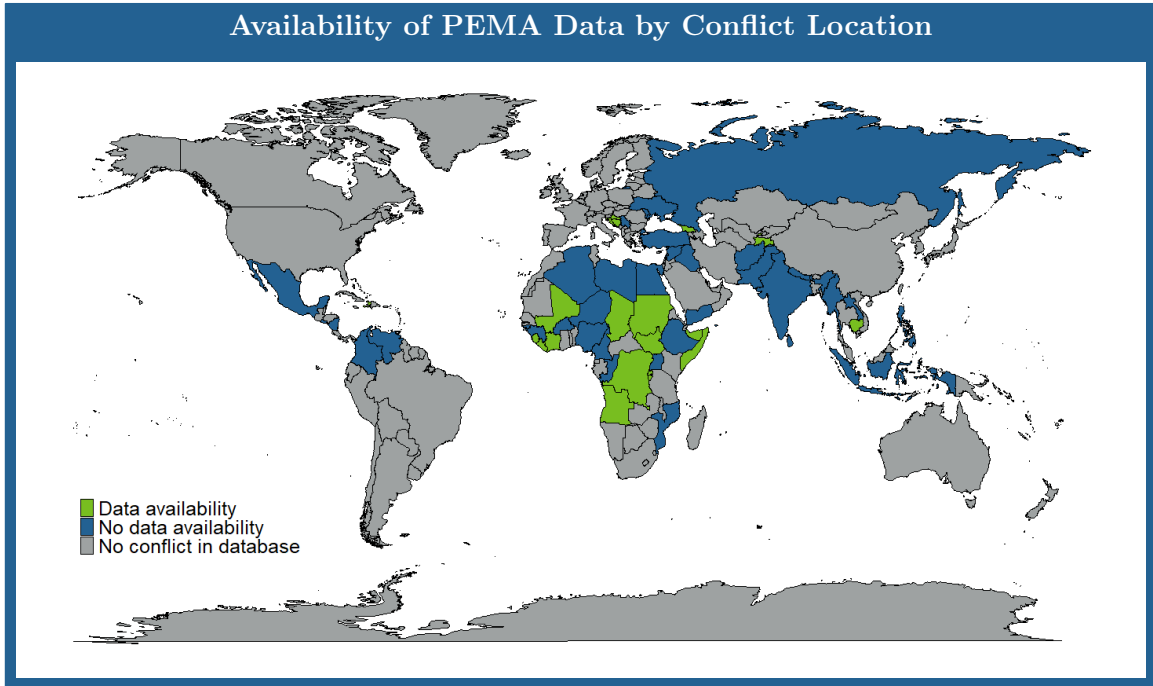 Availability of PEMA Data by Conflict Location
Data availability
No data availability
No conflict in database